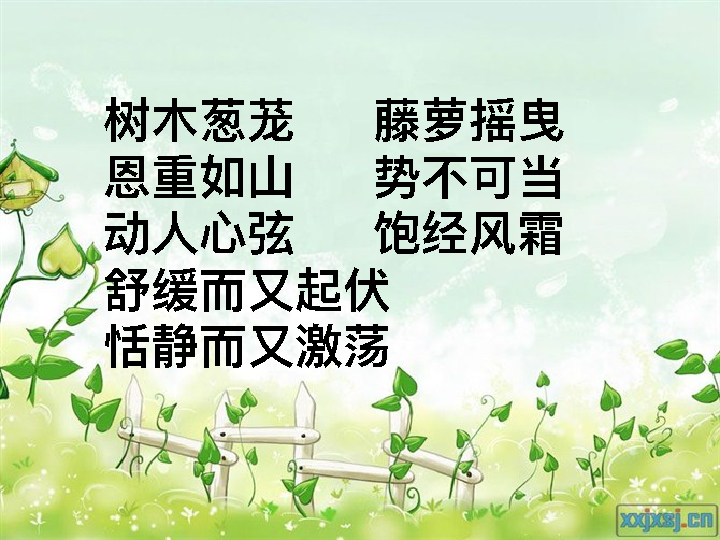 树木葱茏 藤萝摇曳
恩重如山 势不可当
动人心弦 饱经风霜
舒缓而又起伏
恬静而又激荡
xxjxsj.cn